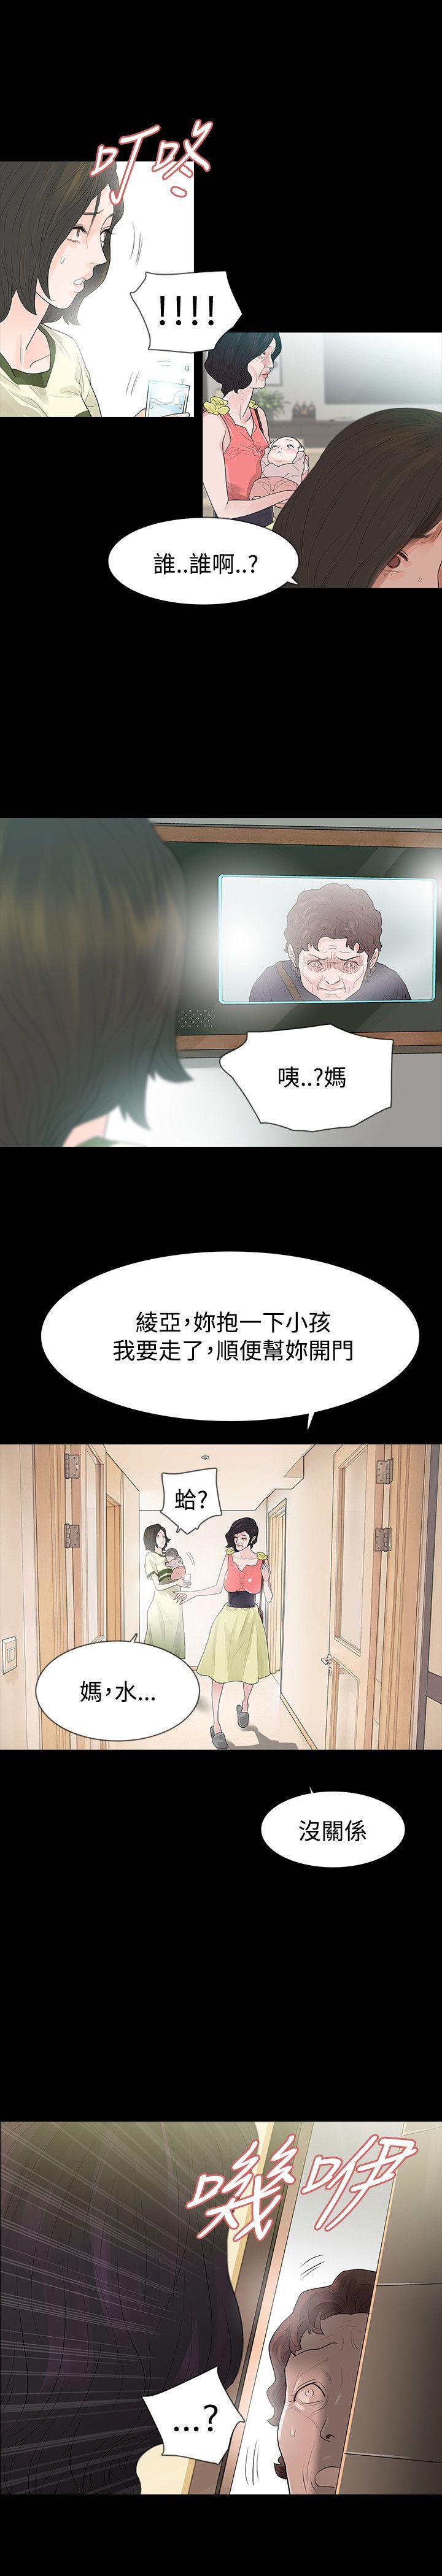 叮咚
!!!!
誰..誰啊..?
咦..?媽
綾亞,妳抱一下小孩
我要走了,順便幫妳開門
蛤?
媽,水...
沒關係
嘰咿
...?